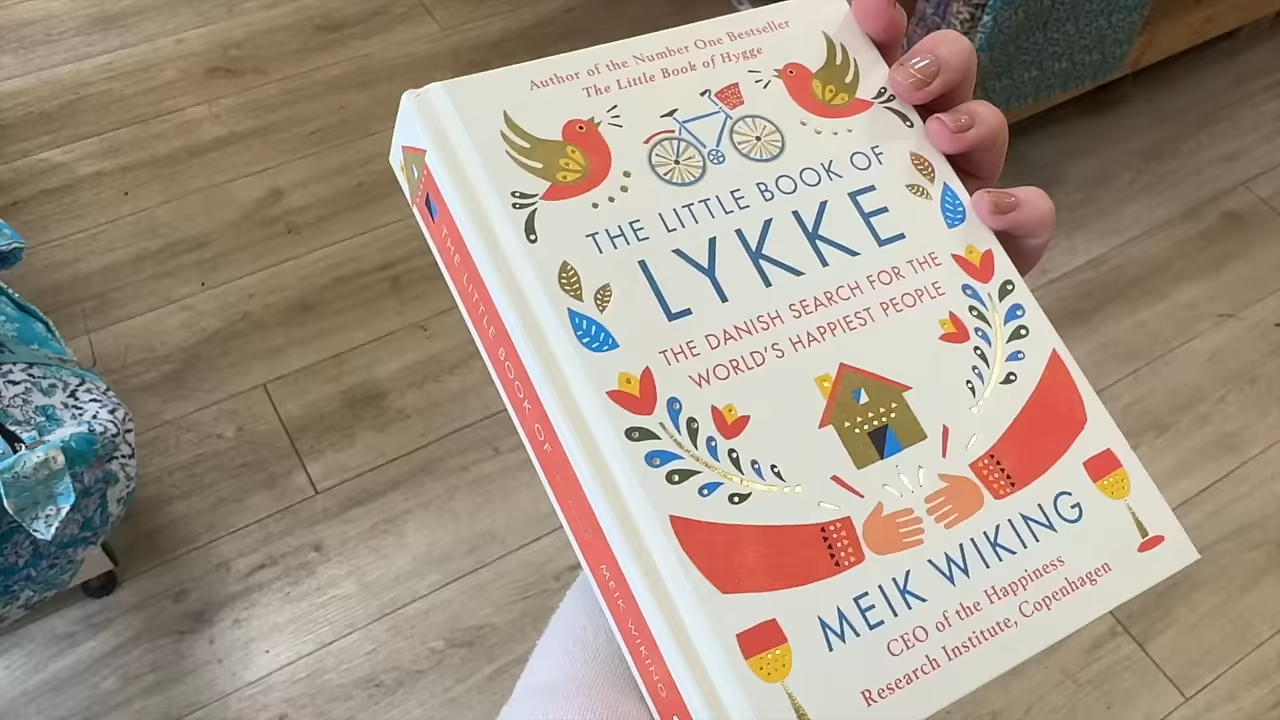 Author of the Number One Bestseller
The Little Book of Hygge
THE LITTLE BOOK OF
LYKKE
THE DANISH SEARCH FOR THE
WORLD'S HAPPIEST PEOPLE
MEIK WIKING
CEO of the Happiness
Research Institute, Copenhagen
THE LITTLE BOOK OF
MEIK WIKING